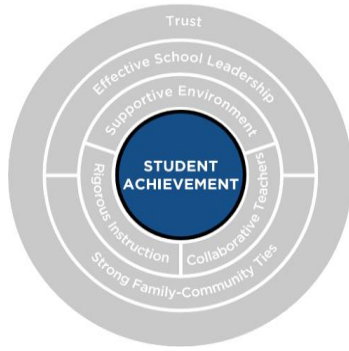 Trust
Effective School Leadership
Supportive Environment
STUDENT
ACHIEVEMENT
Rigorous Instruction
Collaborative Teachers
Strong Family-Community Ties